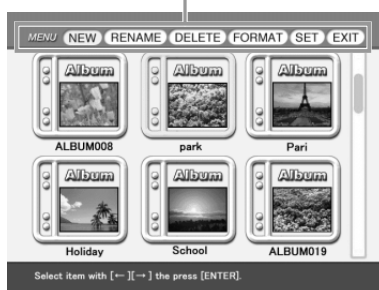 MENU NEW RENAME DELETE FORMAT SET EXIT
Album Album Album
ALBUM008 park Pari
Album Album Album
Holiday School ALBUM019
Select item with [← ][→ ] the press [ENTER].